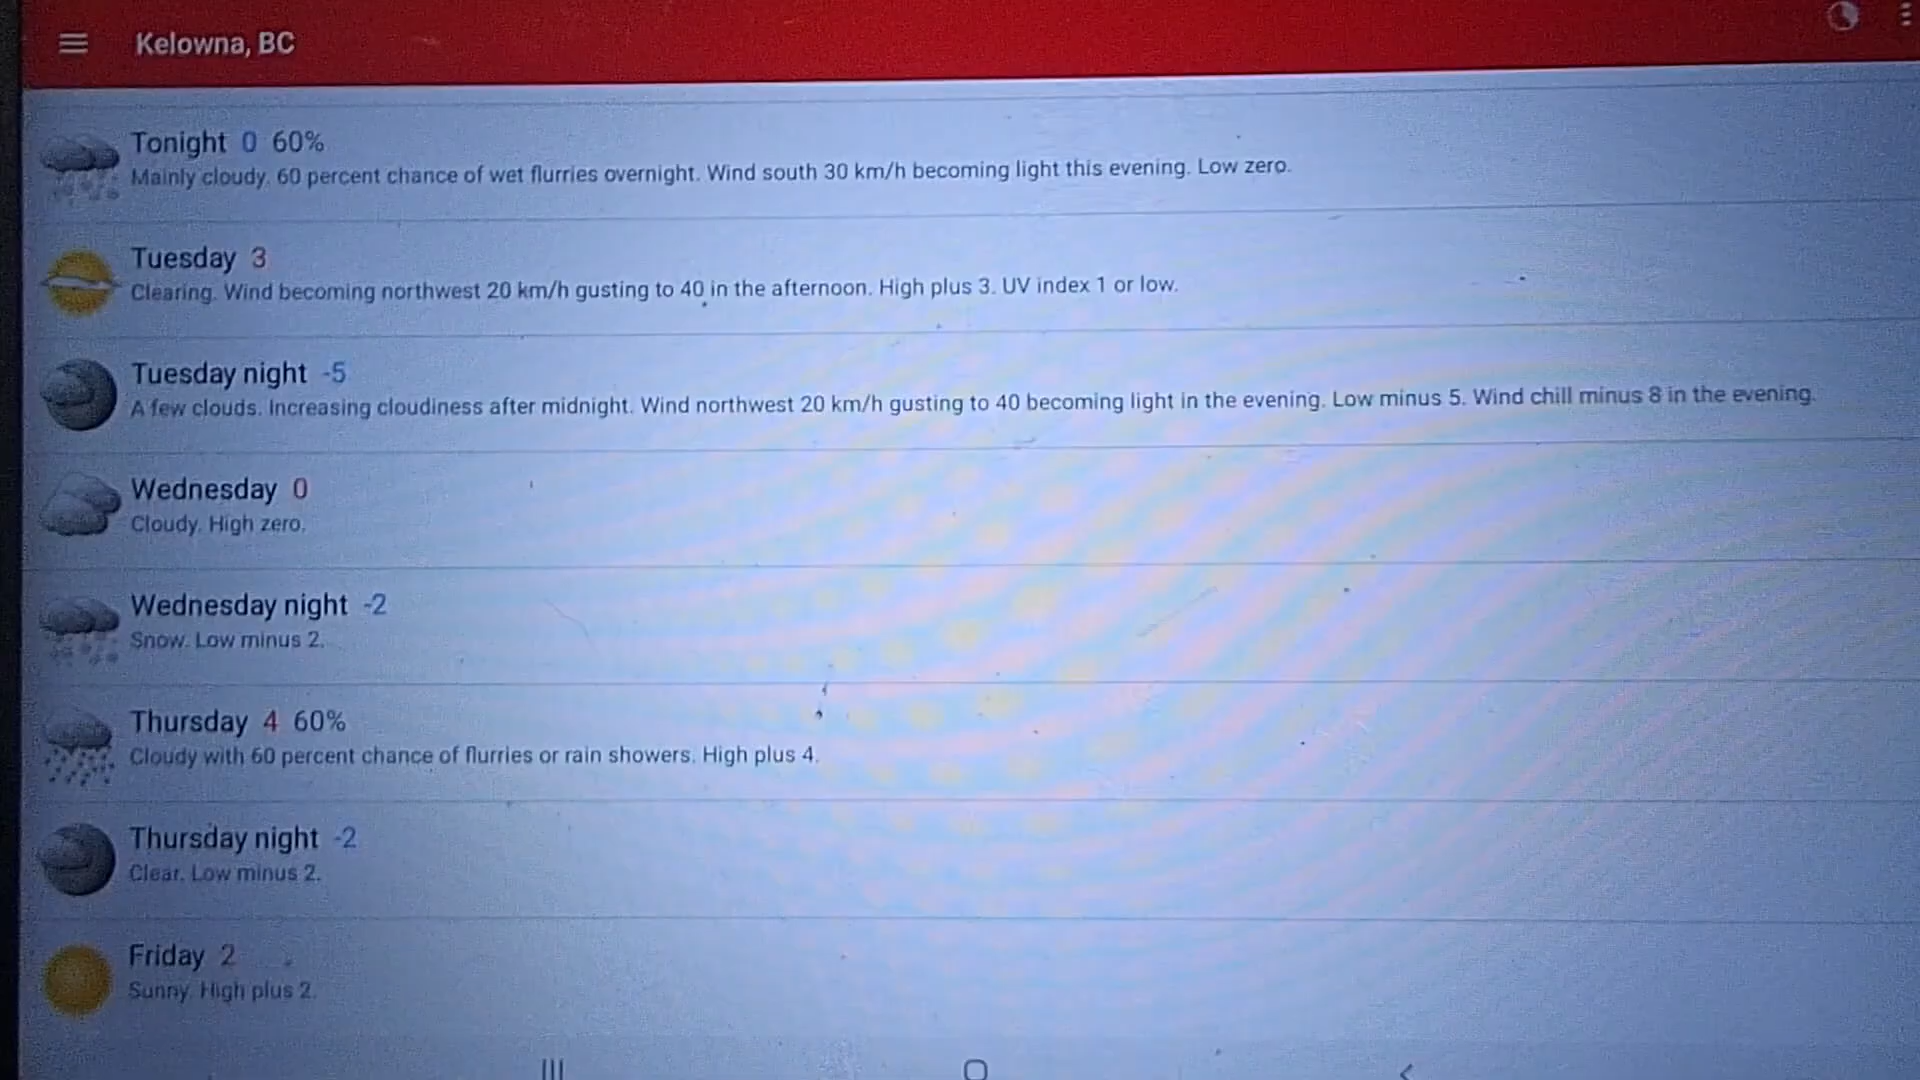 Kelowna, BC
Tonight 0 60%
Mainly cloudy. 60 percent chance of wet flurries overnight. Wind south 30 km/h becoming light this evening. Low zero.
Tuesday 3
Clearing. Wind becoming northwest 20 km/h gusting to 40 in the afternoon. High plus 3. UV index 1 or low.
Tuesday night -5
A few clouds. Increasing cloudiness after midnight. Wind northwest 20 km/h gusting to 40 becoming light in the evening. Low minus 5. Wind chill minus 8 in the evening.
Wednesday 0
Cloudy. High zero.
Wednesday night -2
Snow. Low minus 2.
Thursday 4 60%
Cloudy with 60 percent chance of flurries or rain showers. High plus 4.
Thursday night -2
Clear. Low minus 2.
Friday 2
Sunny. High plus 2.